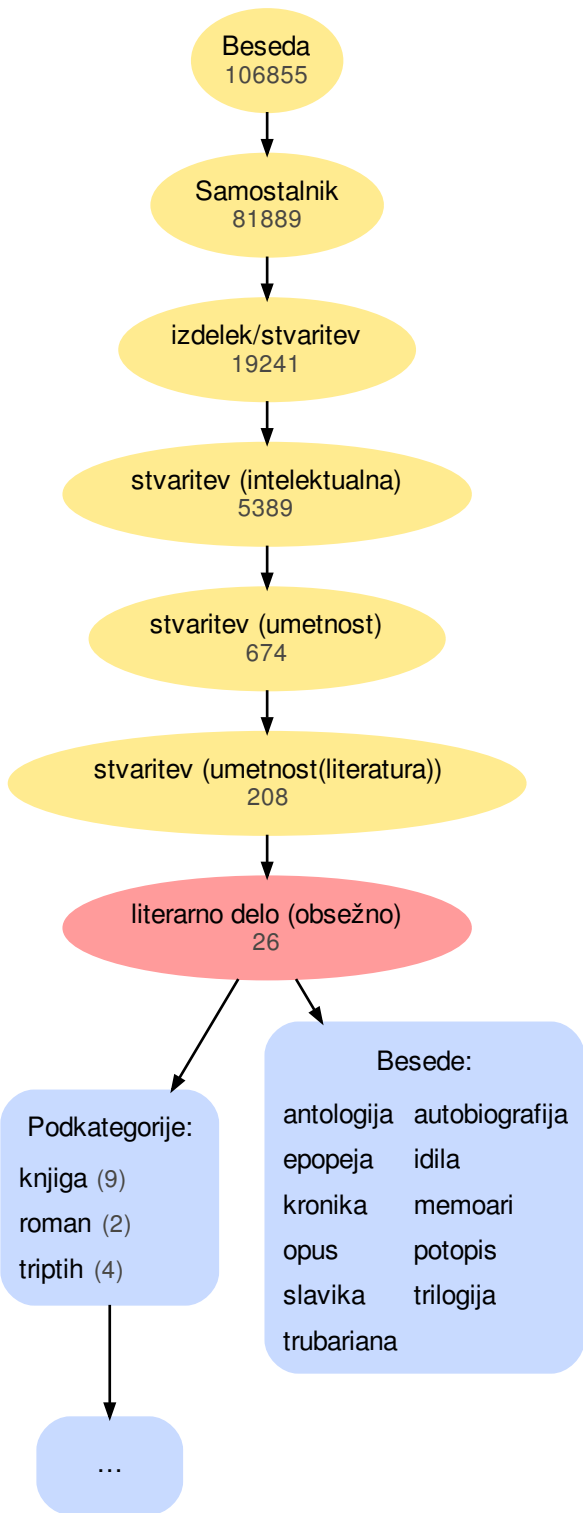 Beseda
106855
Samostalnik
81889
izdelek/stvaritev
19241
stvaritev (intelektualna)
5389
stvaritev (umetnost)
674
stvaritev (umetnost(literatura))
208
literarno delo (obsežno)
26
Podkategorije:
knjiga (9)
roman (2)
triptih (4)
...
Besede:
antologija autobiografija
epopeja idila
kronika memoari
opus potopis
slavika trilogija
trubariana